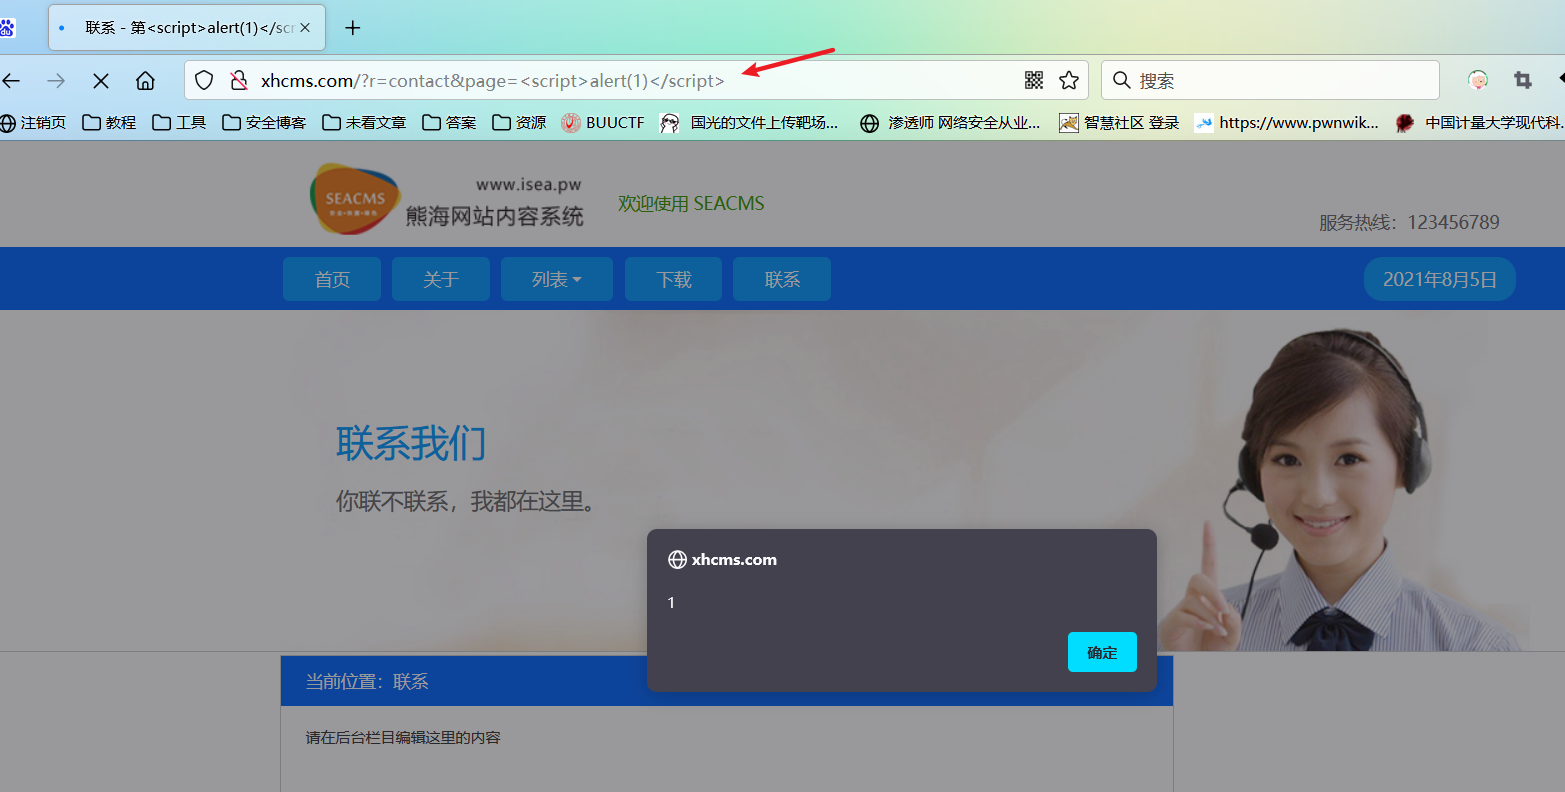 联系 - 第<script>alert(1)</scr
xhcms.com/?r=contact&page=<script>alert(1)</script>
搜索
注销页 教程 工具 安全博客 未看文章 答案 资源 BUUCTF 国光的文件上传靶场... 渗透师 网络安全从业... 智慧社区 登录 https://www.pwnwik... 中国计量大学现代科
SEACMS
www.isea.pw
熊海网站内容系统
欢迎使用 SEACMS
服务热线：123456789
首页 关于 列表 下载 联系 2021年8月5日
联系我们
你联不联系，我都在这里。
xhcms.com
1
确定
当前位置：联系
请在后台栏目编辑这里的内容